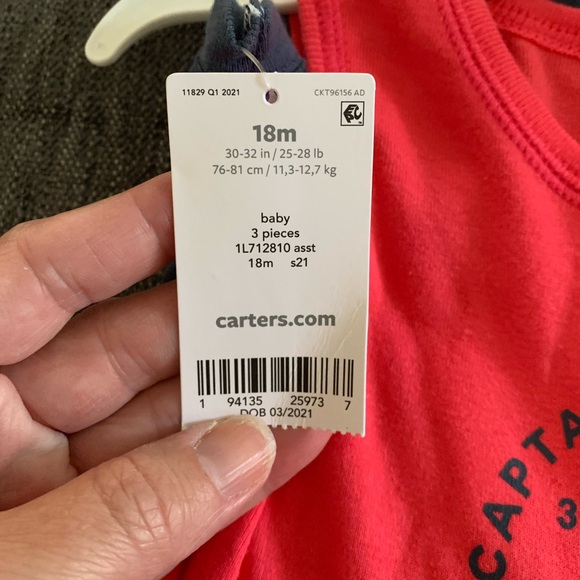 11829 Q1 2021
CKT96156 AD
18m
30-32 in / 25-28 lb
76-81 cm / 11,3-12,7 kg
baby
3 pieces
1L712810 asst
18m s21
carters.com
1 94135 25973 7
DOB 03/2021
CAPTA
3